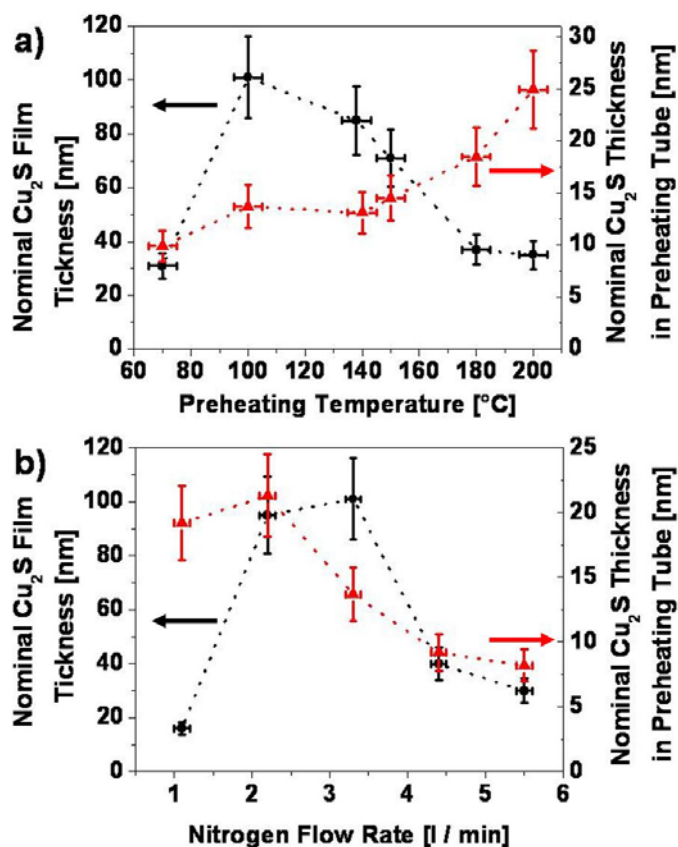 a)
120
100
80
60
40
20
0
30
25
20
15
10
5
0
60 80 100 120 140 160 180 200
Nominal Cu₂S Film
Tickness [nm]
Nominal Cu₂S Thickness
in Preheating Tube [nm]
Preheating Temperature [°C]
b)
120
100
80
60
40
20
0
25
20
15
10
5
0
1 2 3 4 5 6
Nominal Cu₂S Film
Tickness [nm]
Nominal Cu₂S Thickness
in Preheating Tube [nm]
Nitrogen Flow Rate [l / min]